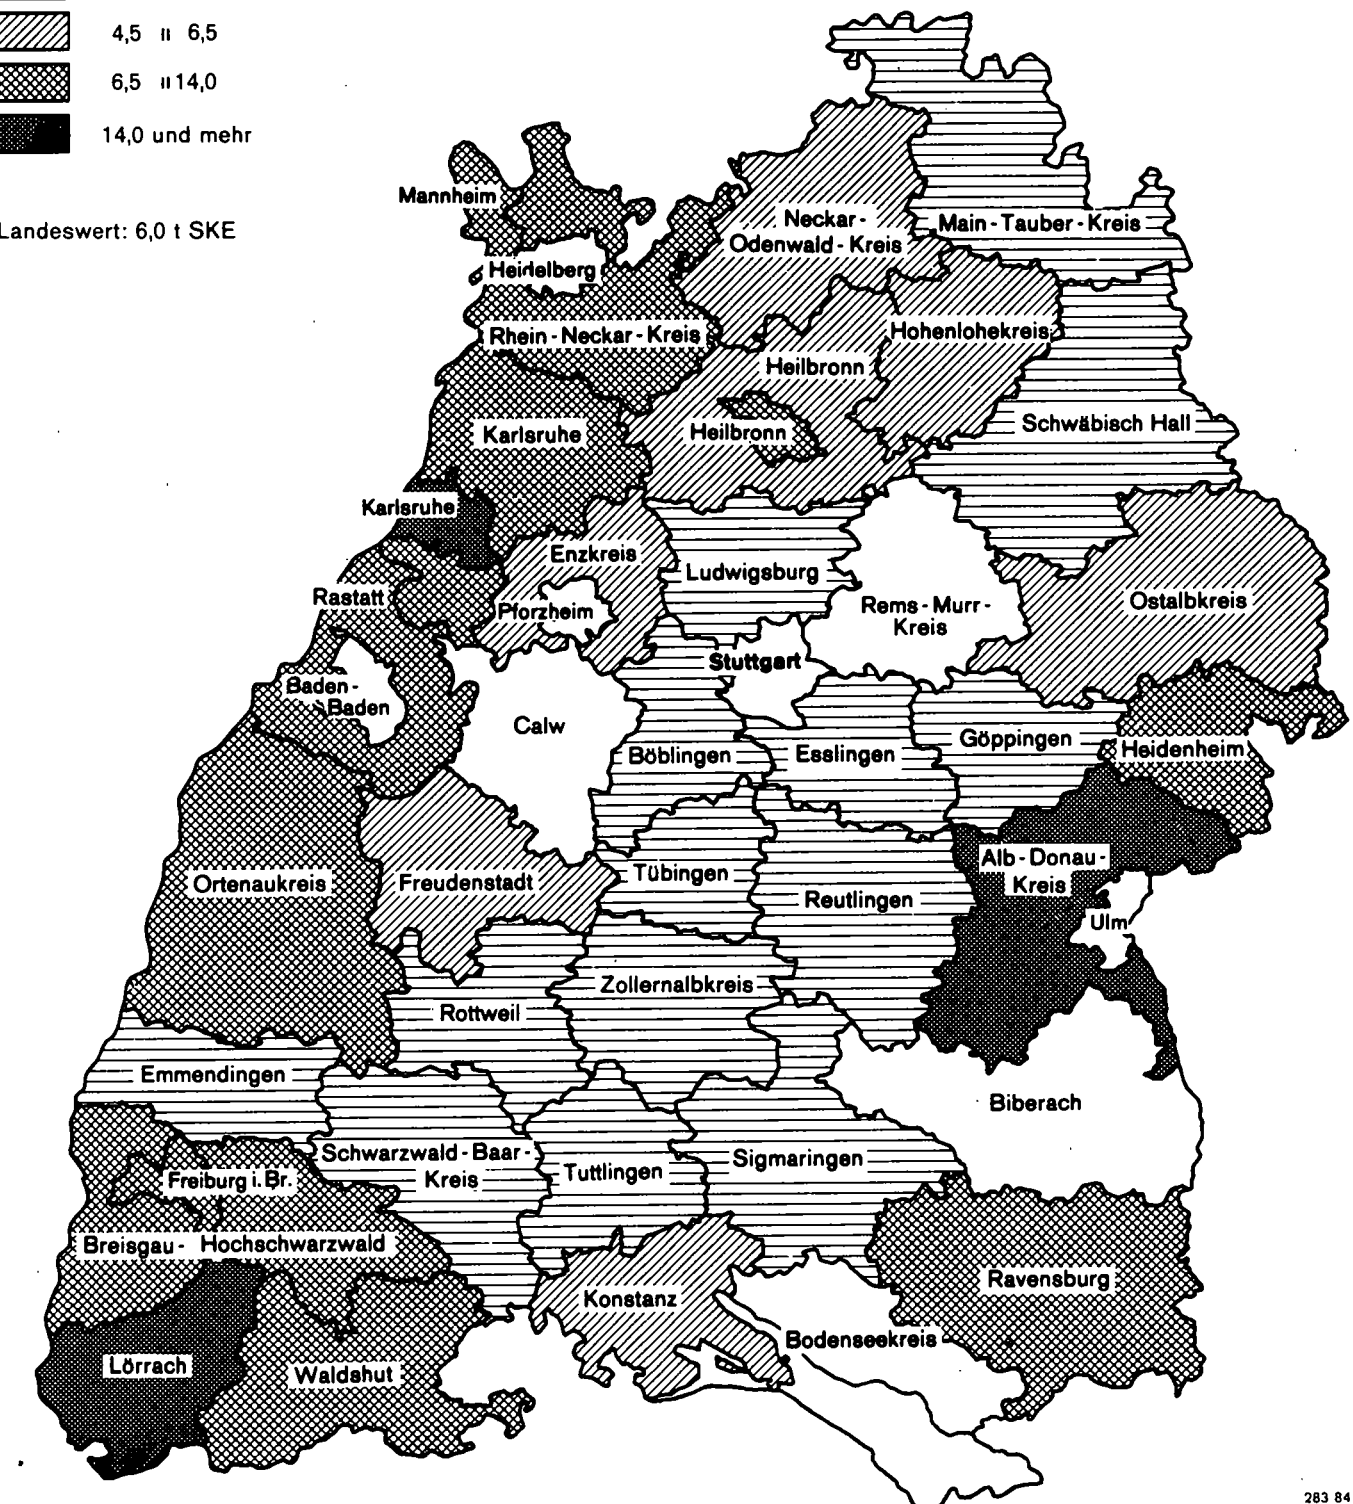 4,5 " 6,5
6,5 " 14,0
14,0 und mehr
Landeswert: 6,0 t SKE
Mannheim
Heidelberg
Rhein-Neckar-Kreis
Neckar-
Odenwald-Kreis
Main-Tauber-Kreis
Hohenlohekreis
Heilbronn
Heilbronn
Schwäbisch Hall
Karlsruhe
Karlsruhe
Enzkreis
Pforzheim
Ludwigsburg
Rems-Murr-
Kreis
Ostalbkreis
Rastatt
Baden-
Baden
Calw
Stuttgart
Böblingen
Esslingen
Göppingen
Heidenheim
Ortenaukreis
Freudenstadt
Tübingen
Reutlingen
Alb-Donau-
Kreis
Ulm
Zollernalbkreis
Rottweil
Emmendingen
Biberach
Schwarzwald-Baar-
Kreis
Tuttlingen
Sigmaringen
Freiburg i. Br.
Breisgau- Hochschwarzwald
Konstanz
Ravensburg
Bodenseekreis
Lörrach
Waldshut
283 84